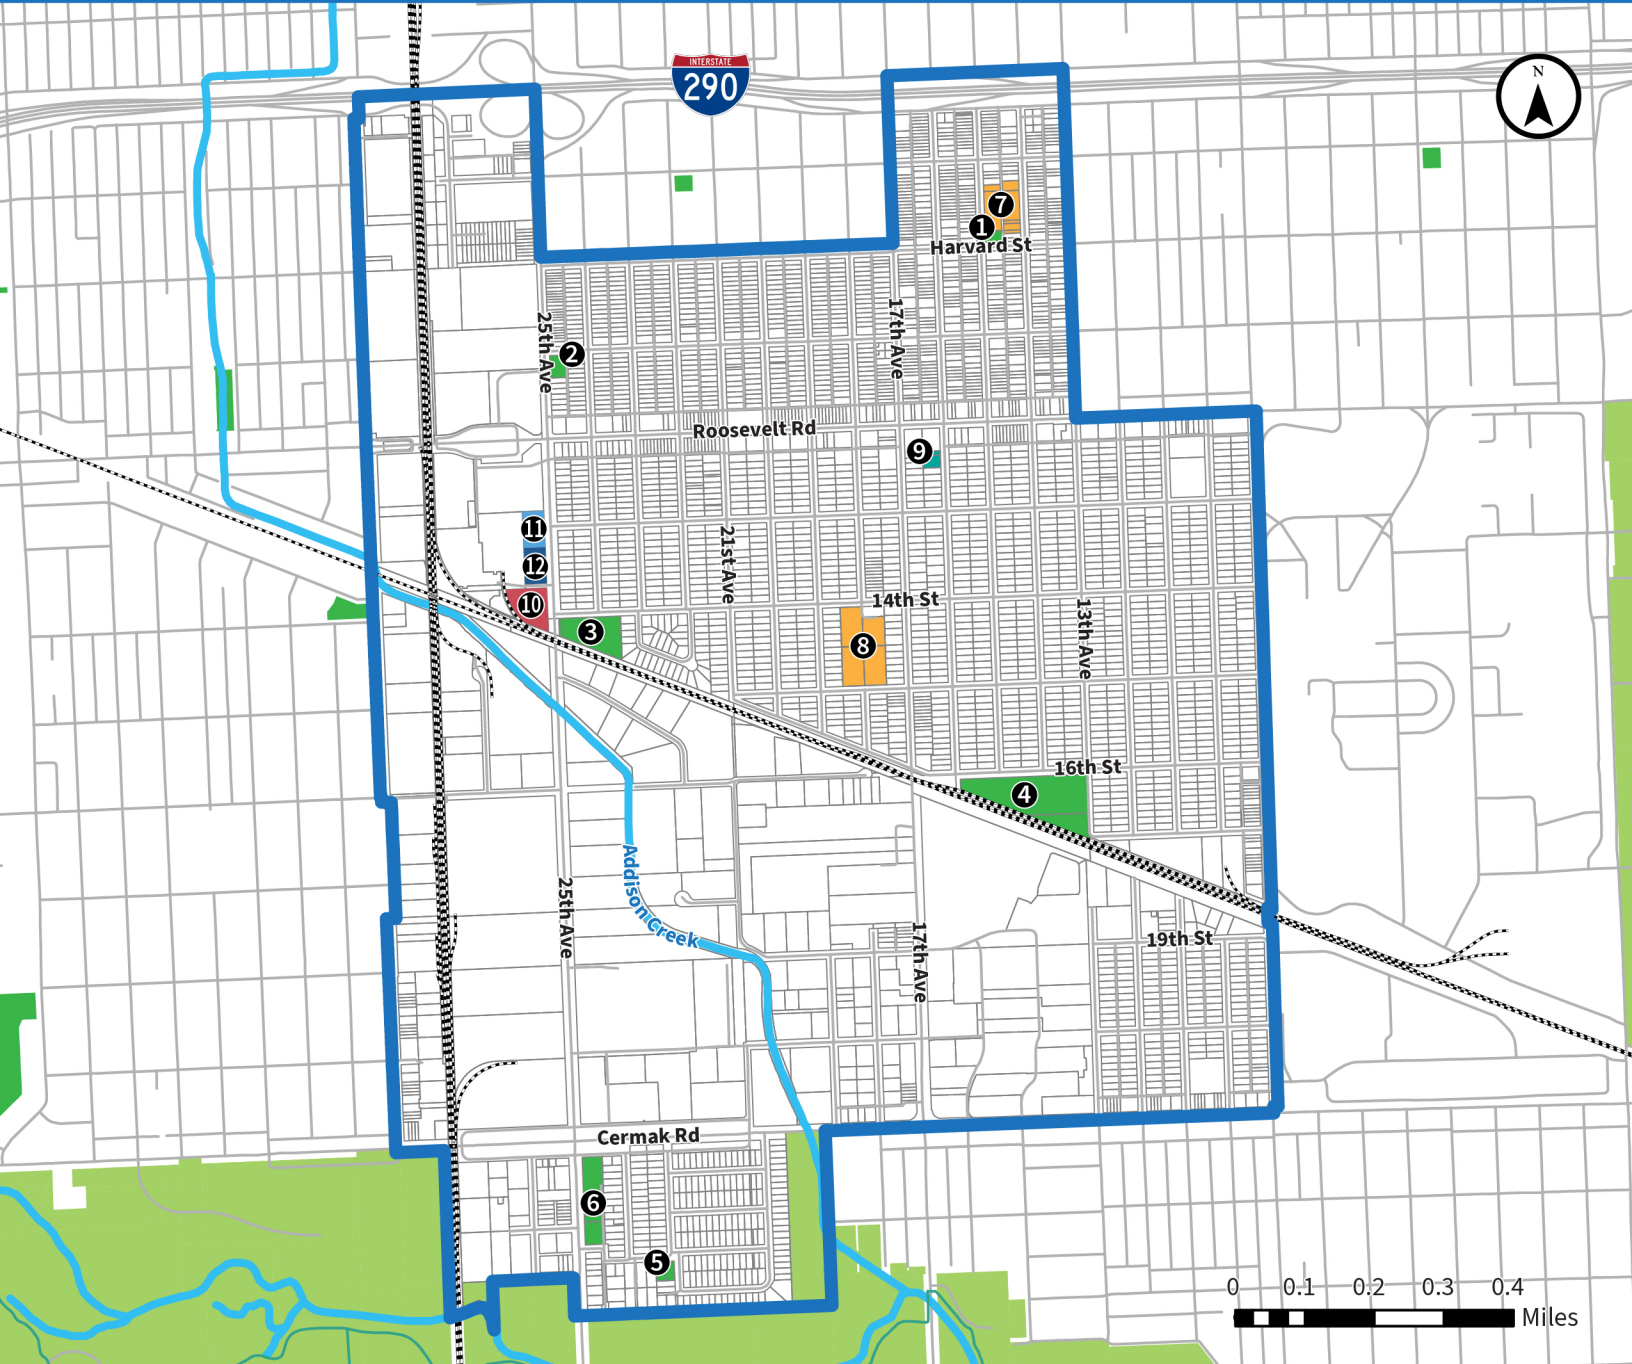 INTERSTATE
290
N
7
1
Harvard St
25th Ave
17th Ave
2
Roosevelt Rd
9
11
12
21st Ave
10
14th St
3
13th Ave
8
16th St
4
Addison Creek
25th Ave
17th Ave
19th St
Cermak Rd
6
5
0 0.1 0.2 0.3 0.4
Miles